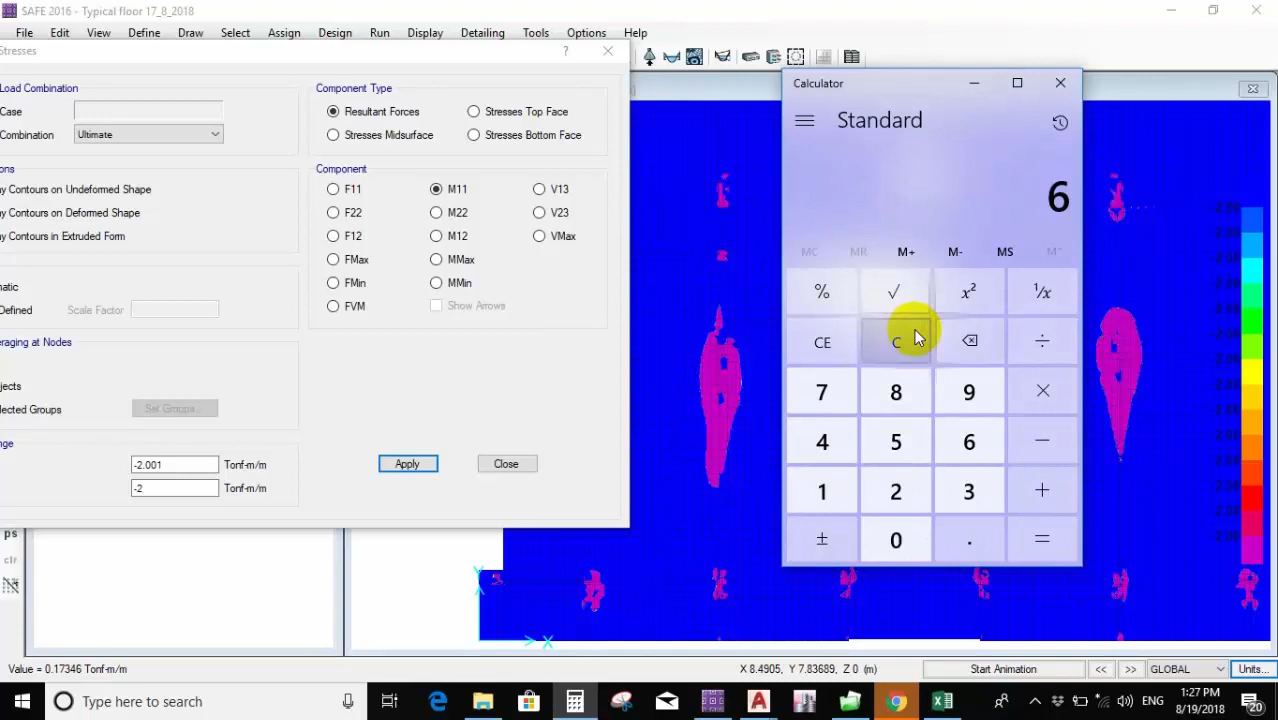 SAFE 2016 - Typical floor 17_8_2018
File Edit View Define Draw Select Assign Design Run Display Detailing Tools Options Help
Stresses
Load Combination
Case
Combination Ultimate
ons
y Contours on Undeformed Shape
y Contours on Deformed Shape
y Contours in Extruded Form
matic
Defined Scale Factor
eraging at Nodes
jects
lected Groups Set Groups...
nge
-2.001 Tonf-m/m
-2 Tonf-m/m
Component Type
Resultant Forces Stresses Top Face
Stresses Midsurface Stresses Bottom Face
Component
F11 M11 V13
F22 M22 V23
F12 M12 VMax
FMax MMax
FMin MMin
FVM Show Arrows
Apply Close
Calculator
Standard
6
MC MR M+ M- MS M˅
% √ x² ¹/x
CE C ÷
7 8 9 ×
4 5 6 −
1 2 3 +
± 0 . =
ps
clr
Y
X
Value = 0.17346 Tonf-m/m X 8.4905, Y 7.83689, Z 0 (m) Start Animation << >> GLOBAL Units...
Type here to search
ENG
1:27 PM
8/19/2018
20